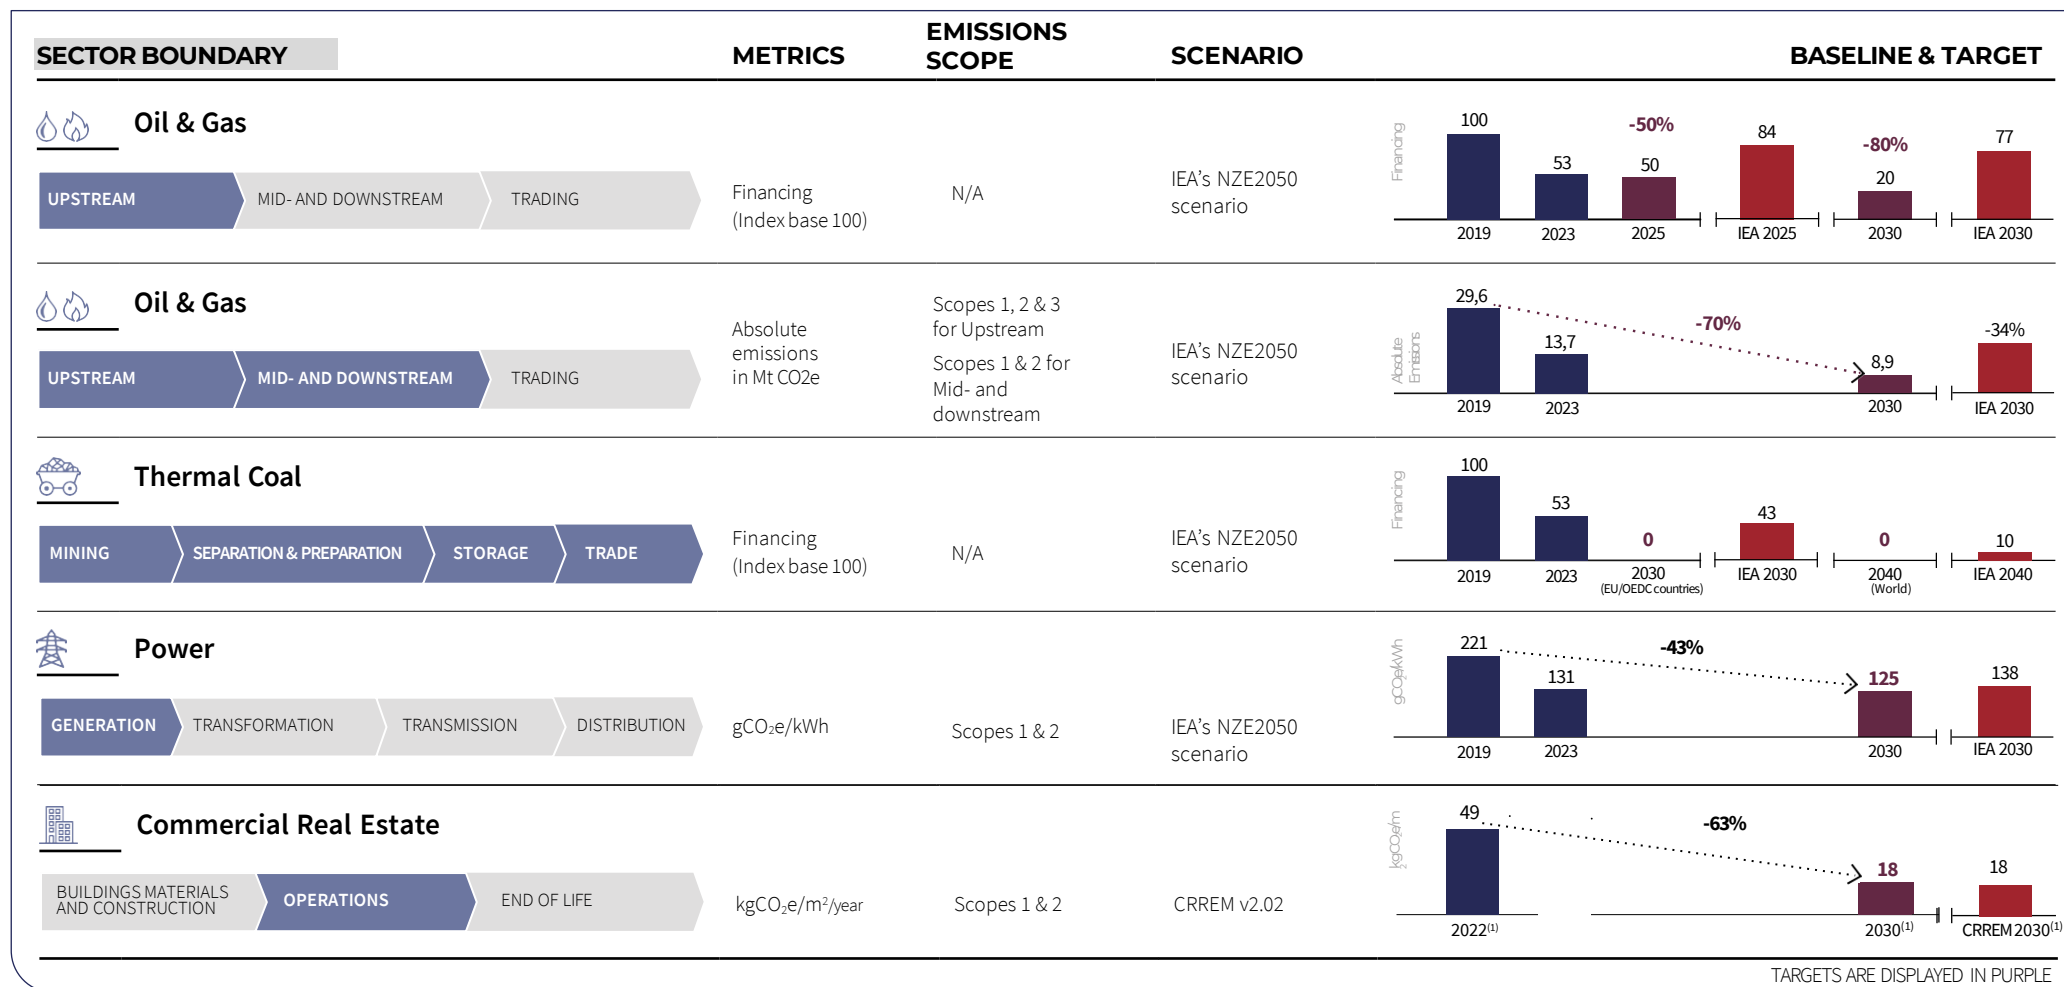 SECTOR BOUNDARY
METRICS
EMISSIONS
SCOPE
SCENARIO
BASELINE & TARGET
Oil & Gas
UPSTREAM
MID- AND DOWNSTREAM
TRADING
Financing
(Index base 100)
N/A
IEA's NZE2050
scenario
Financing
100
53
-50%
50
84
-80%
20
77
2019
2023
2025
IEA 2025
2030
IEA 2030
Oil & Gas
UPSTREAM
MID- AND DOWNSTREAM
TRADING
Absolute
emissions
in Mt CO2e
Scopes 1, 2 & 3
for Upstream
Scopes 1 & 2 for
Mid- and
downstream
IEA's NZE2050
scenario
Absolute
Emissions
29,6
13,7
-70%
8,9
-34%
2019
2023
2030
IEA 2030
Thermal Coal
MINING
SEPARATION & PREPARATION
STORAGE
TRADE
Financing
(Index base 100)
N/A
IEA's NZE2050
scenario
Financing
100
53
0
43
0
10
2019
2023
2030
(EU/OEDC countries)
IEA 2030
2040
(World)
IEA 2040
Power
GENERATION
TRANSFORMATION
TRANSMISSION
DISTRIBUTION
gCO₂e/kWh
Scopes 1 & 2
IEA's NZE2050
scenario
gCO₂e/kWh
221
131
-43%
125
138
2019
2023
2030
IEA 2030
Commercial Real Estate
BUILDINGS MATERIALS
AND CONSTRUCTION
OPERATIONS
END OF LIFE
kgCO₂e/m²/year
Scopes 1 & 2
CRREM v2.02
kgCO₂e/m
2
49
-63%
18
18
2022⁽¹⁾
2030⁽¹⁾
CRREM 2030⁽¹⁾
TARGETS ARE DISPLAYED IN PURPLE